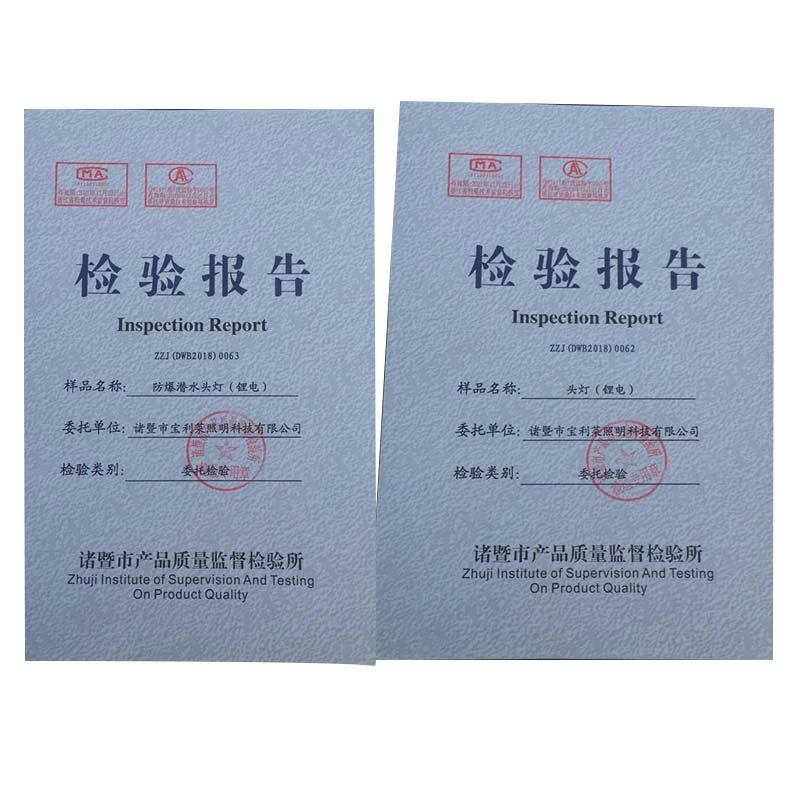 MA
AL
检验报告
Inspection Report
ZZJ(DWB2018)0063
样品名称: 防爆潜水头灯(锂电)
委托单位: 诸暨市宝利莱照明科技有限公司
检验类别: 委托检验
诸暨市产品质量监督检验所
Zhuji Institute of Supervision And Testing
On Product Quality
MA
AL
检验报告
Inspection Report
ZZJ(DWB2018)0062
样品名称: 头灯(锂电)
委托单位: 诸暨市宝利莱照明科技有限公司
检验类别: 委托检验
诸暨市产品质量监督检验所
Zhuji Institute of Supervision And Testing
On Product Quality